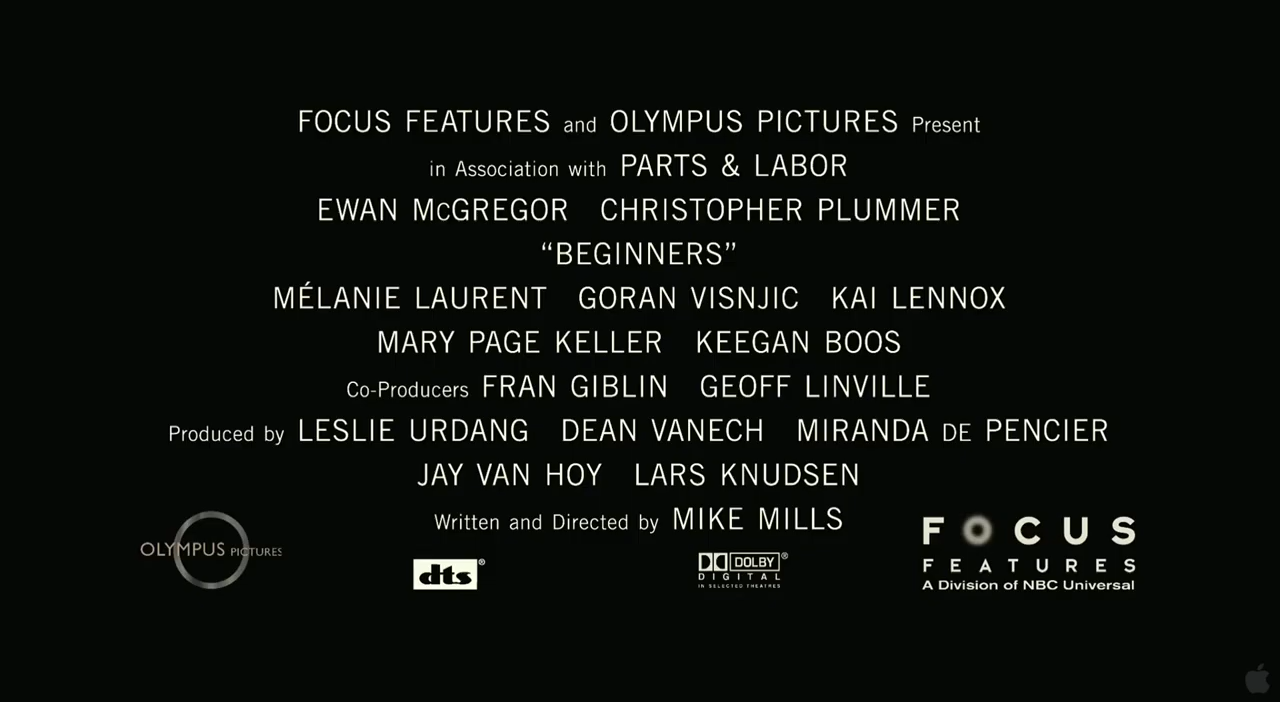 FOCUS FEATURES and OLYMPUS PICTURES Present
in Association with PARTS & LABOR
EWAN McGREGOR CHRISTOPHER PLUMMER
“BEGINNERS”
MÉLANIE LAURENT GORAN VISNJIC KAI LENNOX
MARY PAGE KELLER KEEGAN BOOS
Co-Producers FRAN GIBLIN GEOFF LINVILLE
Produced by LESLIE URDANG DEAN VANECH MIRANDA DE PENCIER
JAY VAN HOY LARS KNUDSEN
Written and Directed by MIKE MILLS
OLYMPUS PICTURES
dts®
DOLBY®
DIGITAL
IN SELECTED THEATRES
FOCUS
FEATURES
A Division of NBC Universal